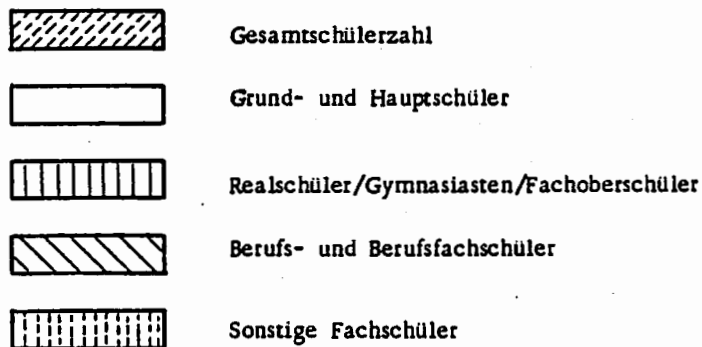 Gesamtschülerzahl
Grund- und Hauptschüler
Realschüler/Gymnasiasten/Fachoberschüler
Berufs- und Berufsfachschüler
Sonstige Fachschüler